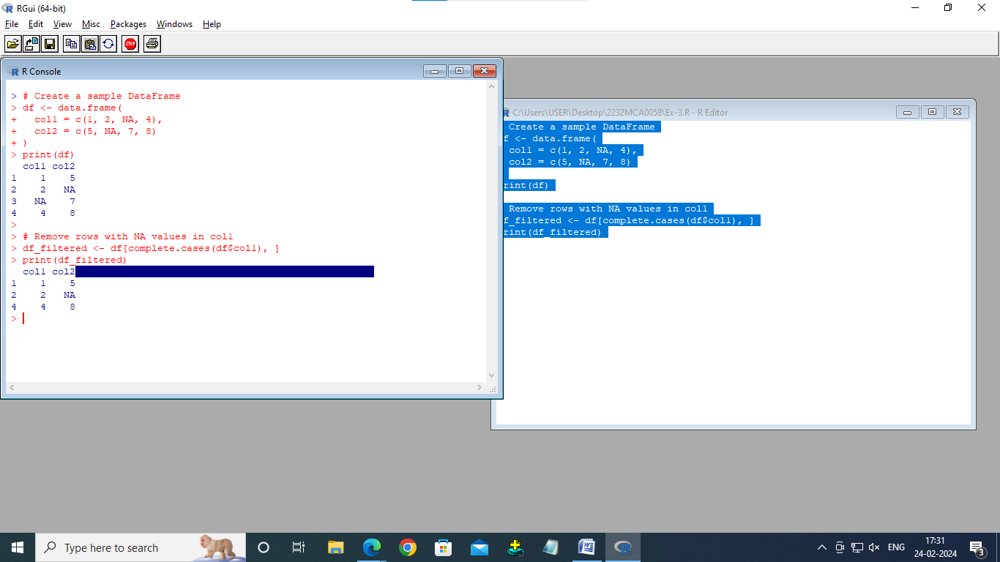 RGui (64-bit)
File Edit View Misc Packages Windows Help
STOP
R Console
> # Create a sample DataFrame
> df <- data.frame(
+   col1 = c(1, 2, NA, 4),
+   col2 = c(5, NA, 7, 8)
+ )
> print(df)
  col1 col2
1    1    5
2    2   NA
3   NA    7
4    4    8
>
> # Remove rows with NA values in col1
> df_filtered <- df[complete.cases(df$col1), ]
> print(df_filtered)
  col1 col2
1    1    5
2    2   NA
4    4    8
>
C:\Users\USER\Desktop\2232MCA0058\Ex-3.R - R Editor
Create a sample DataFrame
f <- data.frame(
col1 = c(1, 2, NA, 4),
col2 = c(5, NA, 7, 8)
rint(df)
Remove rows with NA values in col1
f_filtered <- df[complete.cases(df$col1), ]
rint(df_filtered)
Type here to search
ENG
17:31
24-02-2024
3